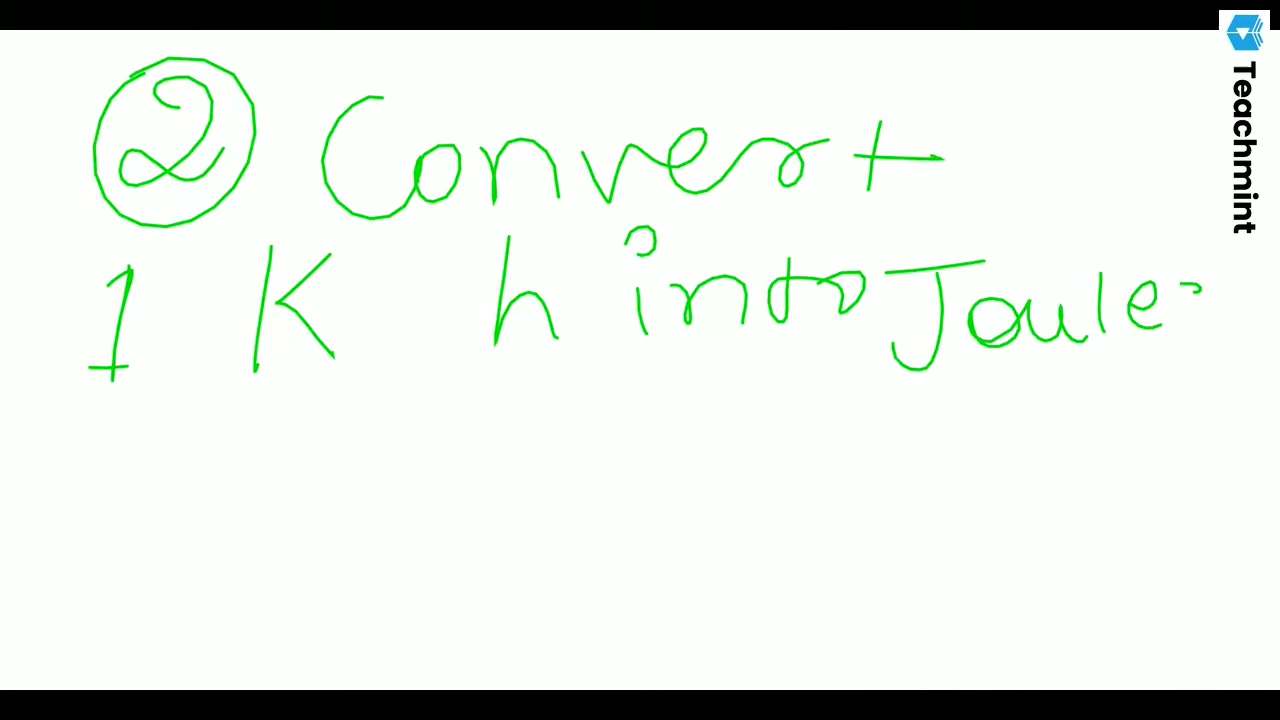 ② Convert
1 K h into Joule
Teachmint